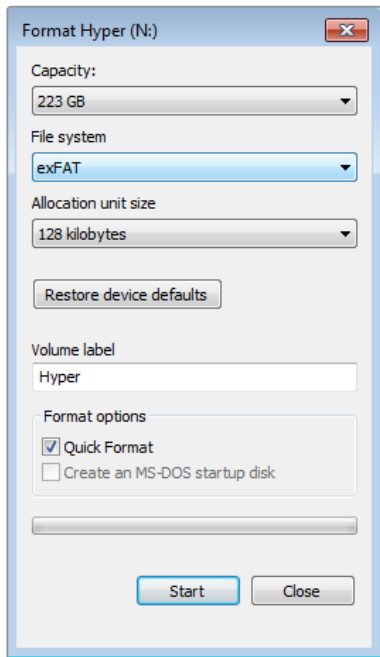 Format Hyper (N:)
Capacity:
223 GB
File system
exFAT
Allocation unit size
128 kilobytes
Restore device defaults
Volume label
Hyper
Format options
Quick Format
Create an MS-DOS startup disk
Start Close